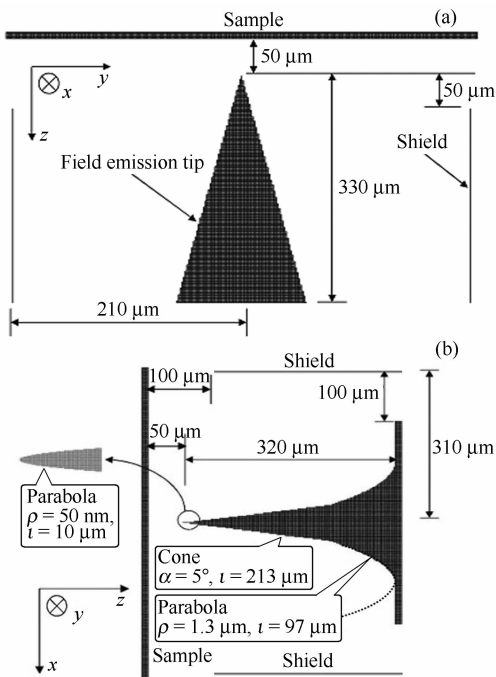 Sample
(a)
50 µm
y
x
z
50 µm
Field emission tip
Shield
330 µm
210 µm
(b)
100 µm
Shield
100 µm
50 µm
320 µm
310 µm
Parabola
ρ = 50 nm,
ι = 10 µm
Cone
α = 5°, ι = 213 µm
z
y
x
Parabola
ρ = 1.3 µm, ι = 97 µm
Sample
Shield